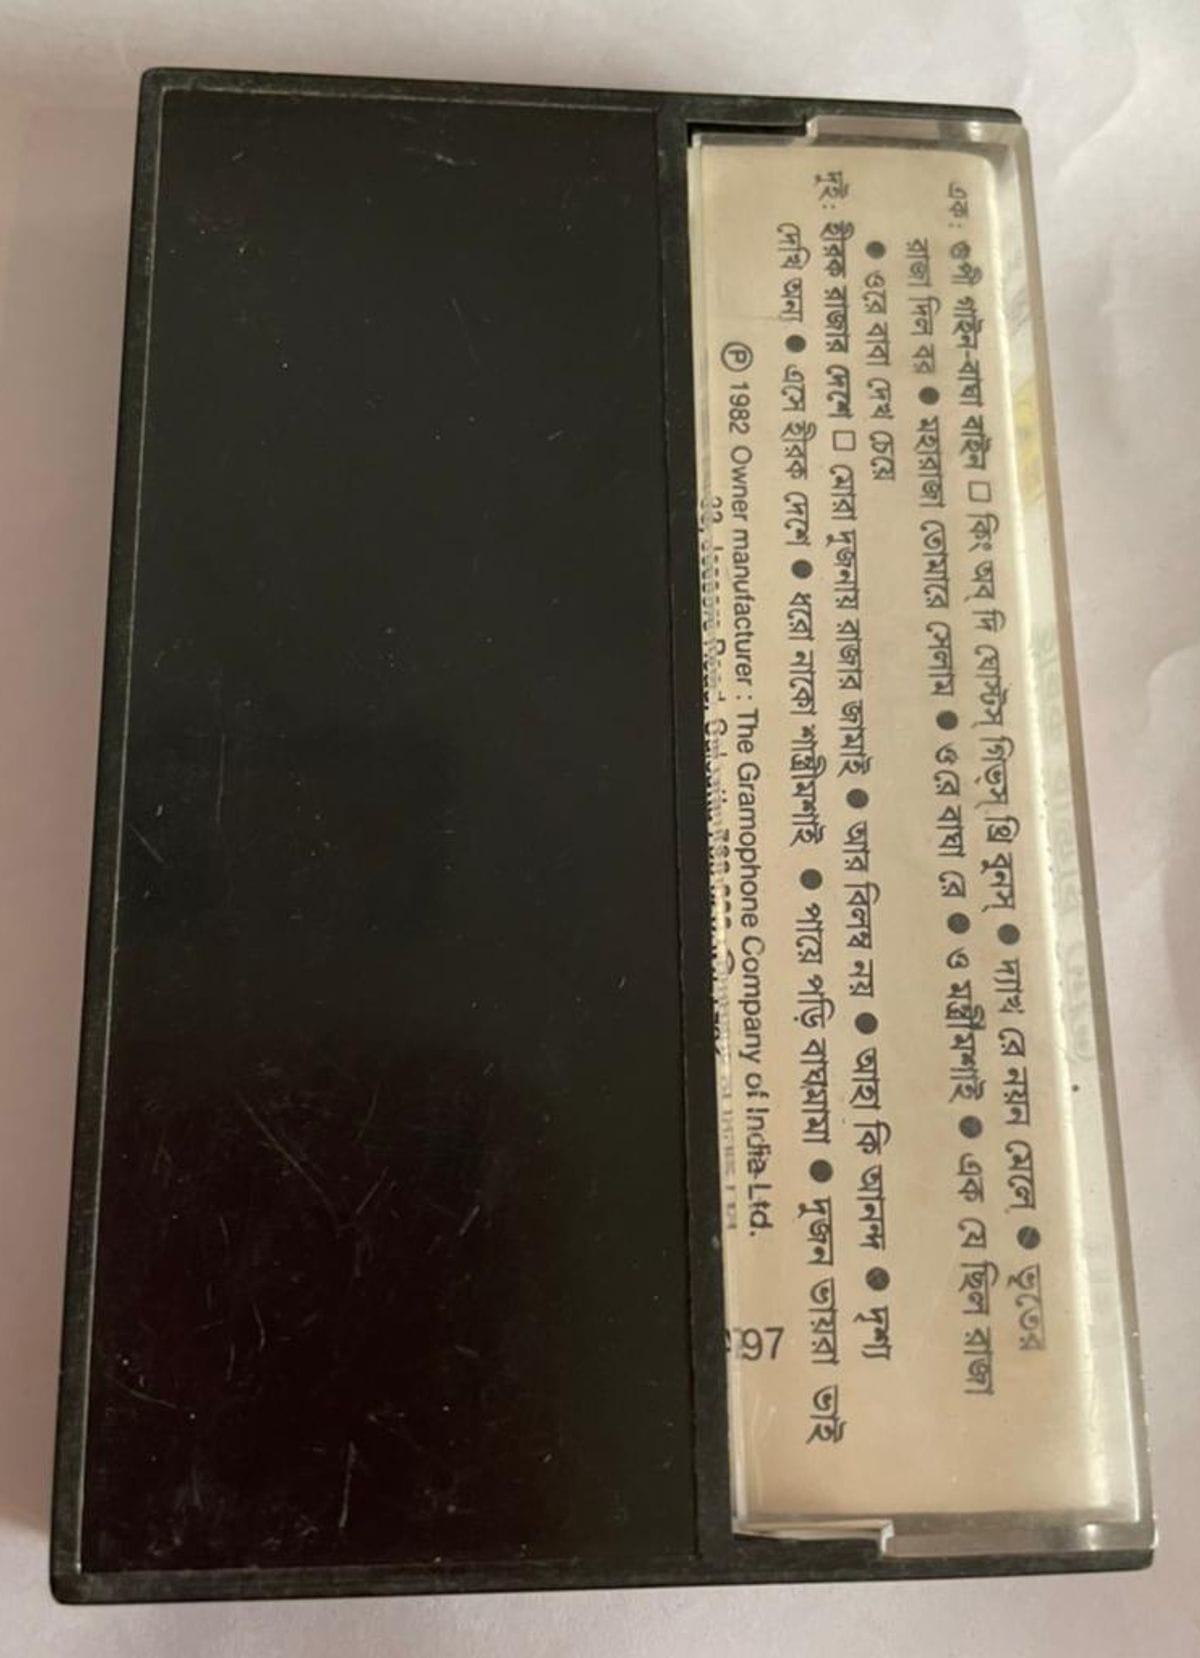 এক: গুপী গাইন-বাঘা বাইন □ কিং অব্ দি ঘোস্টস্ গিভস্ থ্রি বুনস্ ● দ্যাখ রে নয়ন মেলে ● ভূতের
রাজা দিল বর ● মহারাজা তোমারে সেলাম ● ওরে বাঘা রে ● ও মন্ত্রীমশাই ● এক যে ছিল রাজা
● ওরে বাবা দেখ চেয়ে
দুই: হীরক রাজার দেশে □ মোরা দুজনায় রাজার জামাই ● আর বিলম্ব নয় ● আহা কি আনন্দ ● দৃশ্য
দেখি অন্য ● এসে হীরক দেশে ● ধরো নাকো শান্ত্রীমশাই ● পায়ে পড়ি বাঘমামা ● দুজন ভায়রা ভাই
Ⓟ 1982 Owner manufacturer : The Gramophone Company of India Ltd.
97